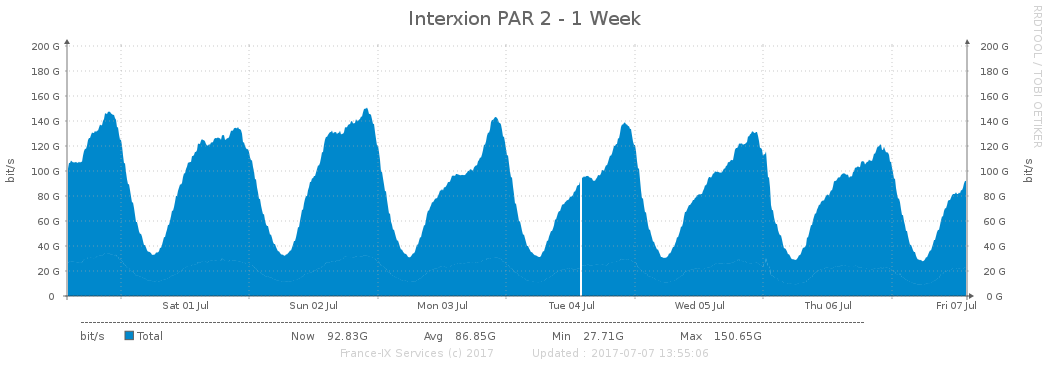 Interxion PAR 2 - 1 Week
RRDTOOL / TOBI OETIKER
200 G 200 G
180 G 180 G
160 G 160 G
140 G 140 G
120 G 120 G
100 G 100 G
80 G 80 G
60 G 60 G
40 G 40 G
20 G 20 G
0 0 G
bit/s
bit/s
Sat 01 Jul Sun 02 Jul Mon 03 Jul Tue 04 Jul Wed 05 Jul Thu 06 Jul Fri 07 Jul
bit/s Total Now 92.83G Avg 86.85G Min 27.71G Max 150.65G
France-IX Services (c) 2017 Updated : 2017-07-07 13:55:06